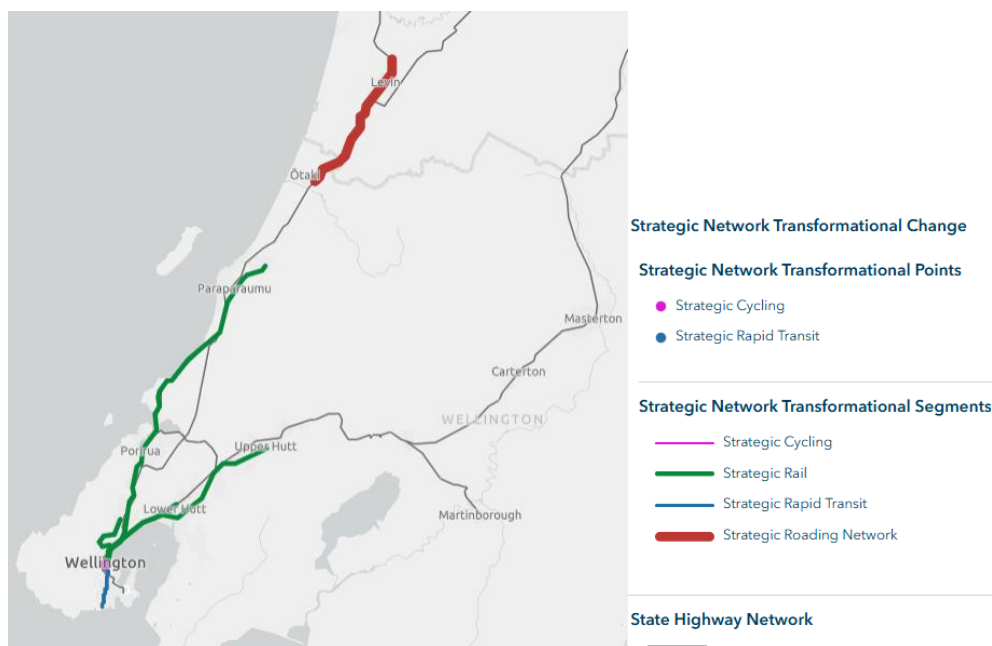 Levin
Ōtaki
Paraparaumu
Masterton
Carterton
WELLINGTON
Porirua
Upper Hutt
Lower Hutt
Martinborough
Wellington
Strategic Network Transformational Change
Strategic Network Transformational Points
Strategic Cycling
Strategic Rapid Transit
Strategic Network Transformational Segments
Strategic Cycling
Strategic Rail
Strategic Rapid Transit
Strategic Roading Network
State Highway Network